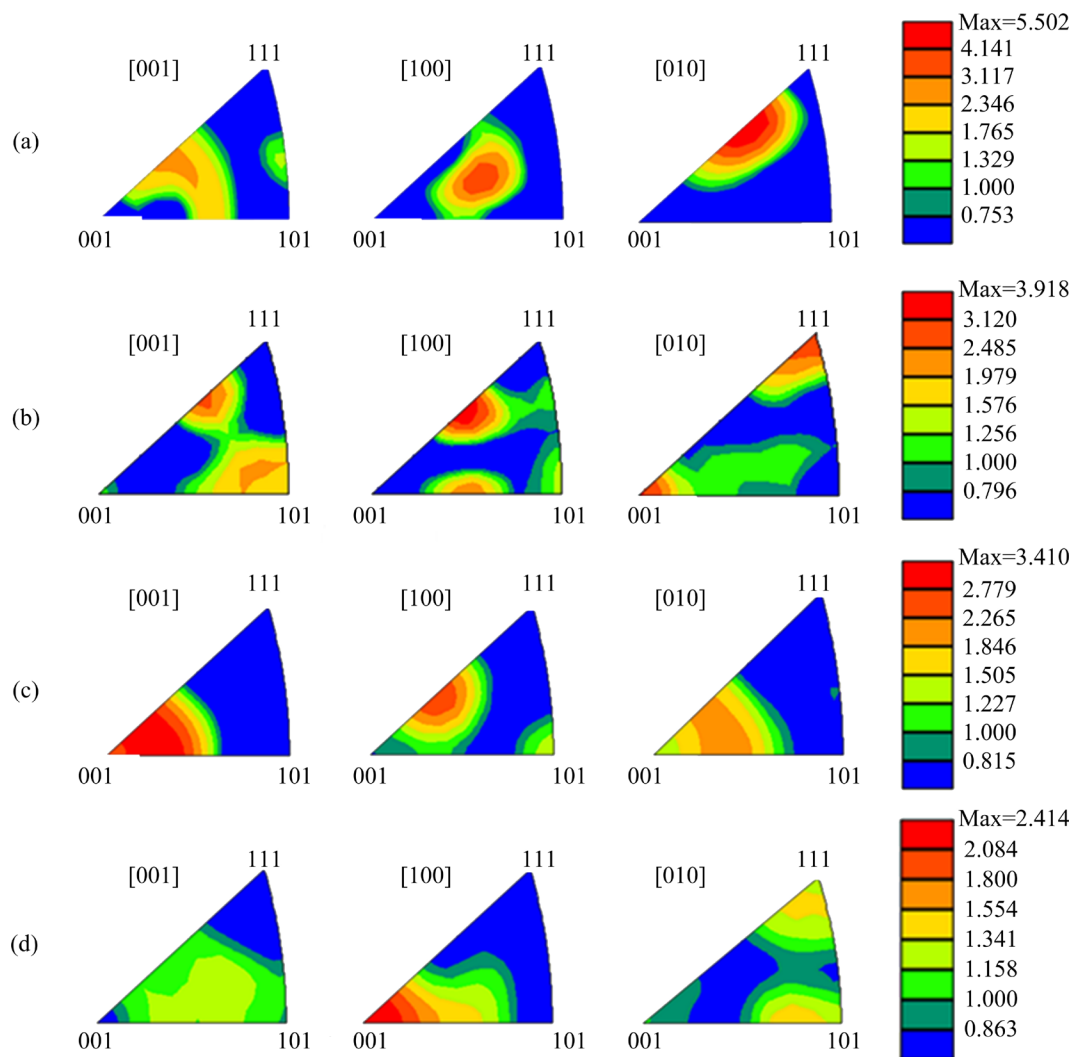 Max=5.502
111 111 111 4.141
[001] [100] [010] 3.117
2.346
(a) 1.765
1.329
1.000
0.753
001 101 001 101 001 101
Max=3.918
111 111 111 3.120
[001] [100] [010] 2.485
1.979
(b) 1.576
1.256
1.000
0.796
001 101 001 101 001 101
Max=3.410
111 111 111 2.779
[001] [100] [010] 2.265
1.846
(c) 1.505
1.227
1.000
0.815
001 101 001 101 001 101
Max=2.414
111 111 111 2.084
[001] [100] [010] 1.800
1.554
(d) 1.341
1.158
1.000
0.863
001 101 001 101 001 101